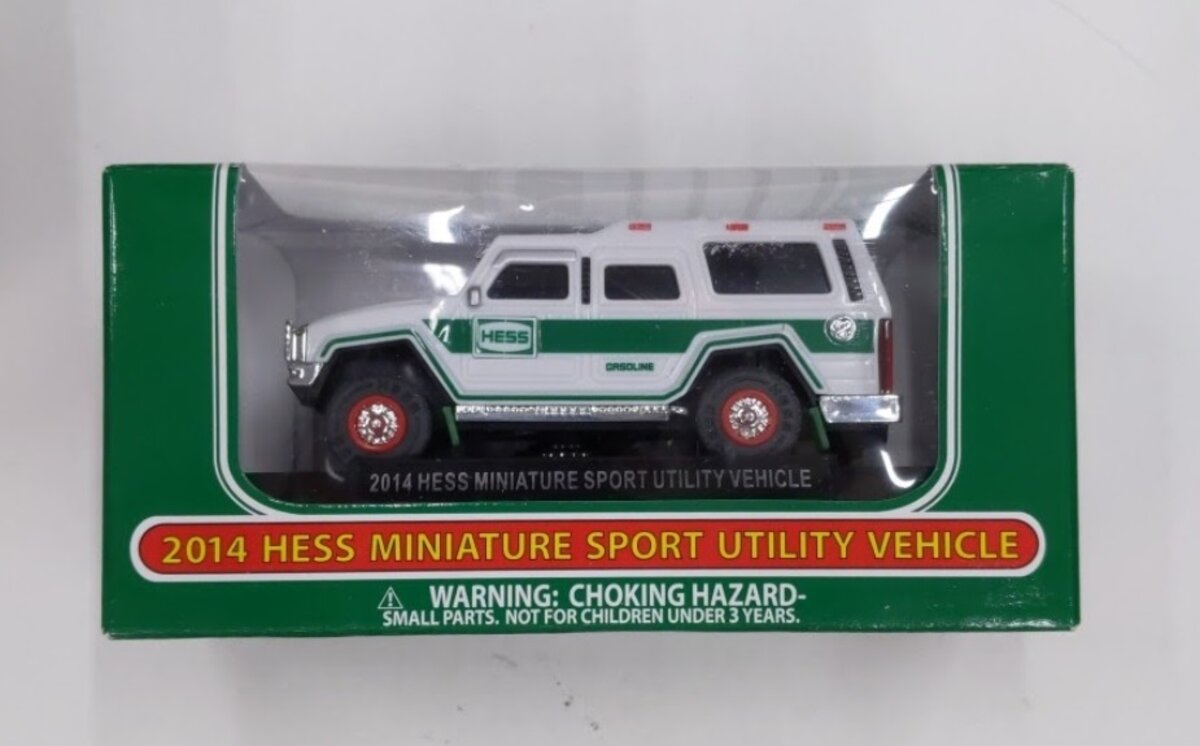 HESS
GASOLINE
2014 HESS MINIATURE SPORT UTILITY VEHICLE
2014 HESS MINIATURE SPORT UTILITY VEHICLE
WARNING: CHOKING HAZARD-
SMALL PARTS. NOT FOR CHILDREN UNDER 3 YEARS.